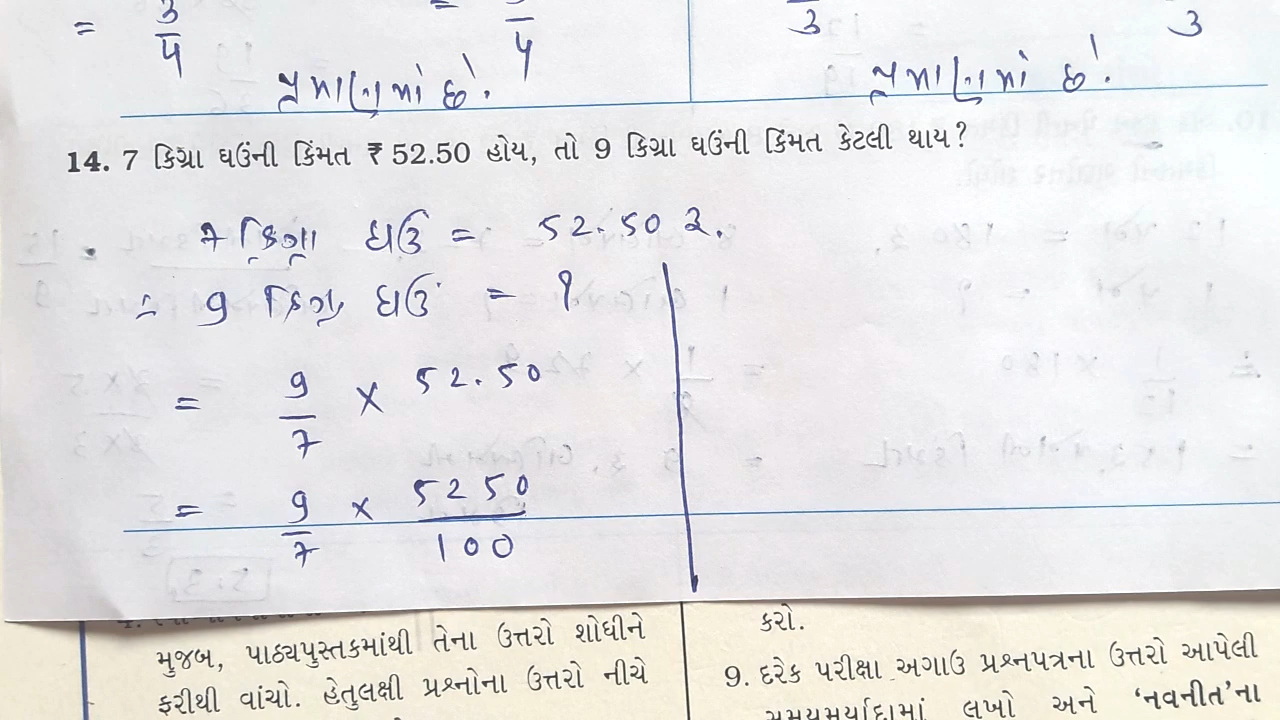 = 3/4 = 3/4 3 3
પ્રમાણમાં છે. પ્રમાણમાં છે.
14. 7 કિગ્રા ઘઉંની કિંમત ₹ 52.50 હોય, તો 9 કિગ્રા ઘઉંની કિંમત કેટલી થાય?
7 કિગ્રા ઘઉં = 52.50 રૂ.
∴ 9 કિગ્રા ઘઉં = ?
= 9/7 × 52.50
= 9/7 × 5250/100
મુજબ, પાઠ્યપુસ્તકમાંથી તેના ઉત્તરો શોધીને
ફરીથી વાંચો. હેતુલક્ષી પ્રશ્નોના ઉત્તરો નીચે
કરો.
9. દરેક પરીક્ષા અગાઉ પ્રશ્નપત્રના ઉત્તરો આપેલી
સમયમર્યાદામાં લખો અને ‘નવનીત’ના